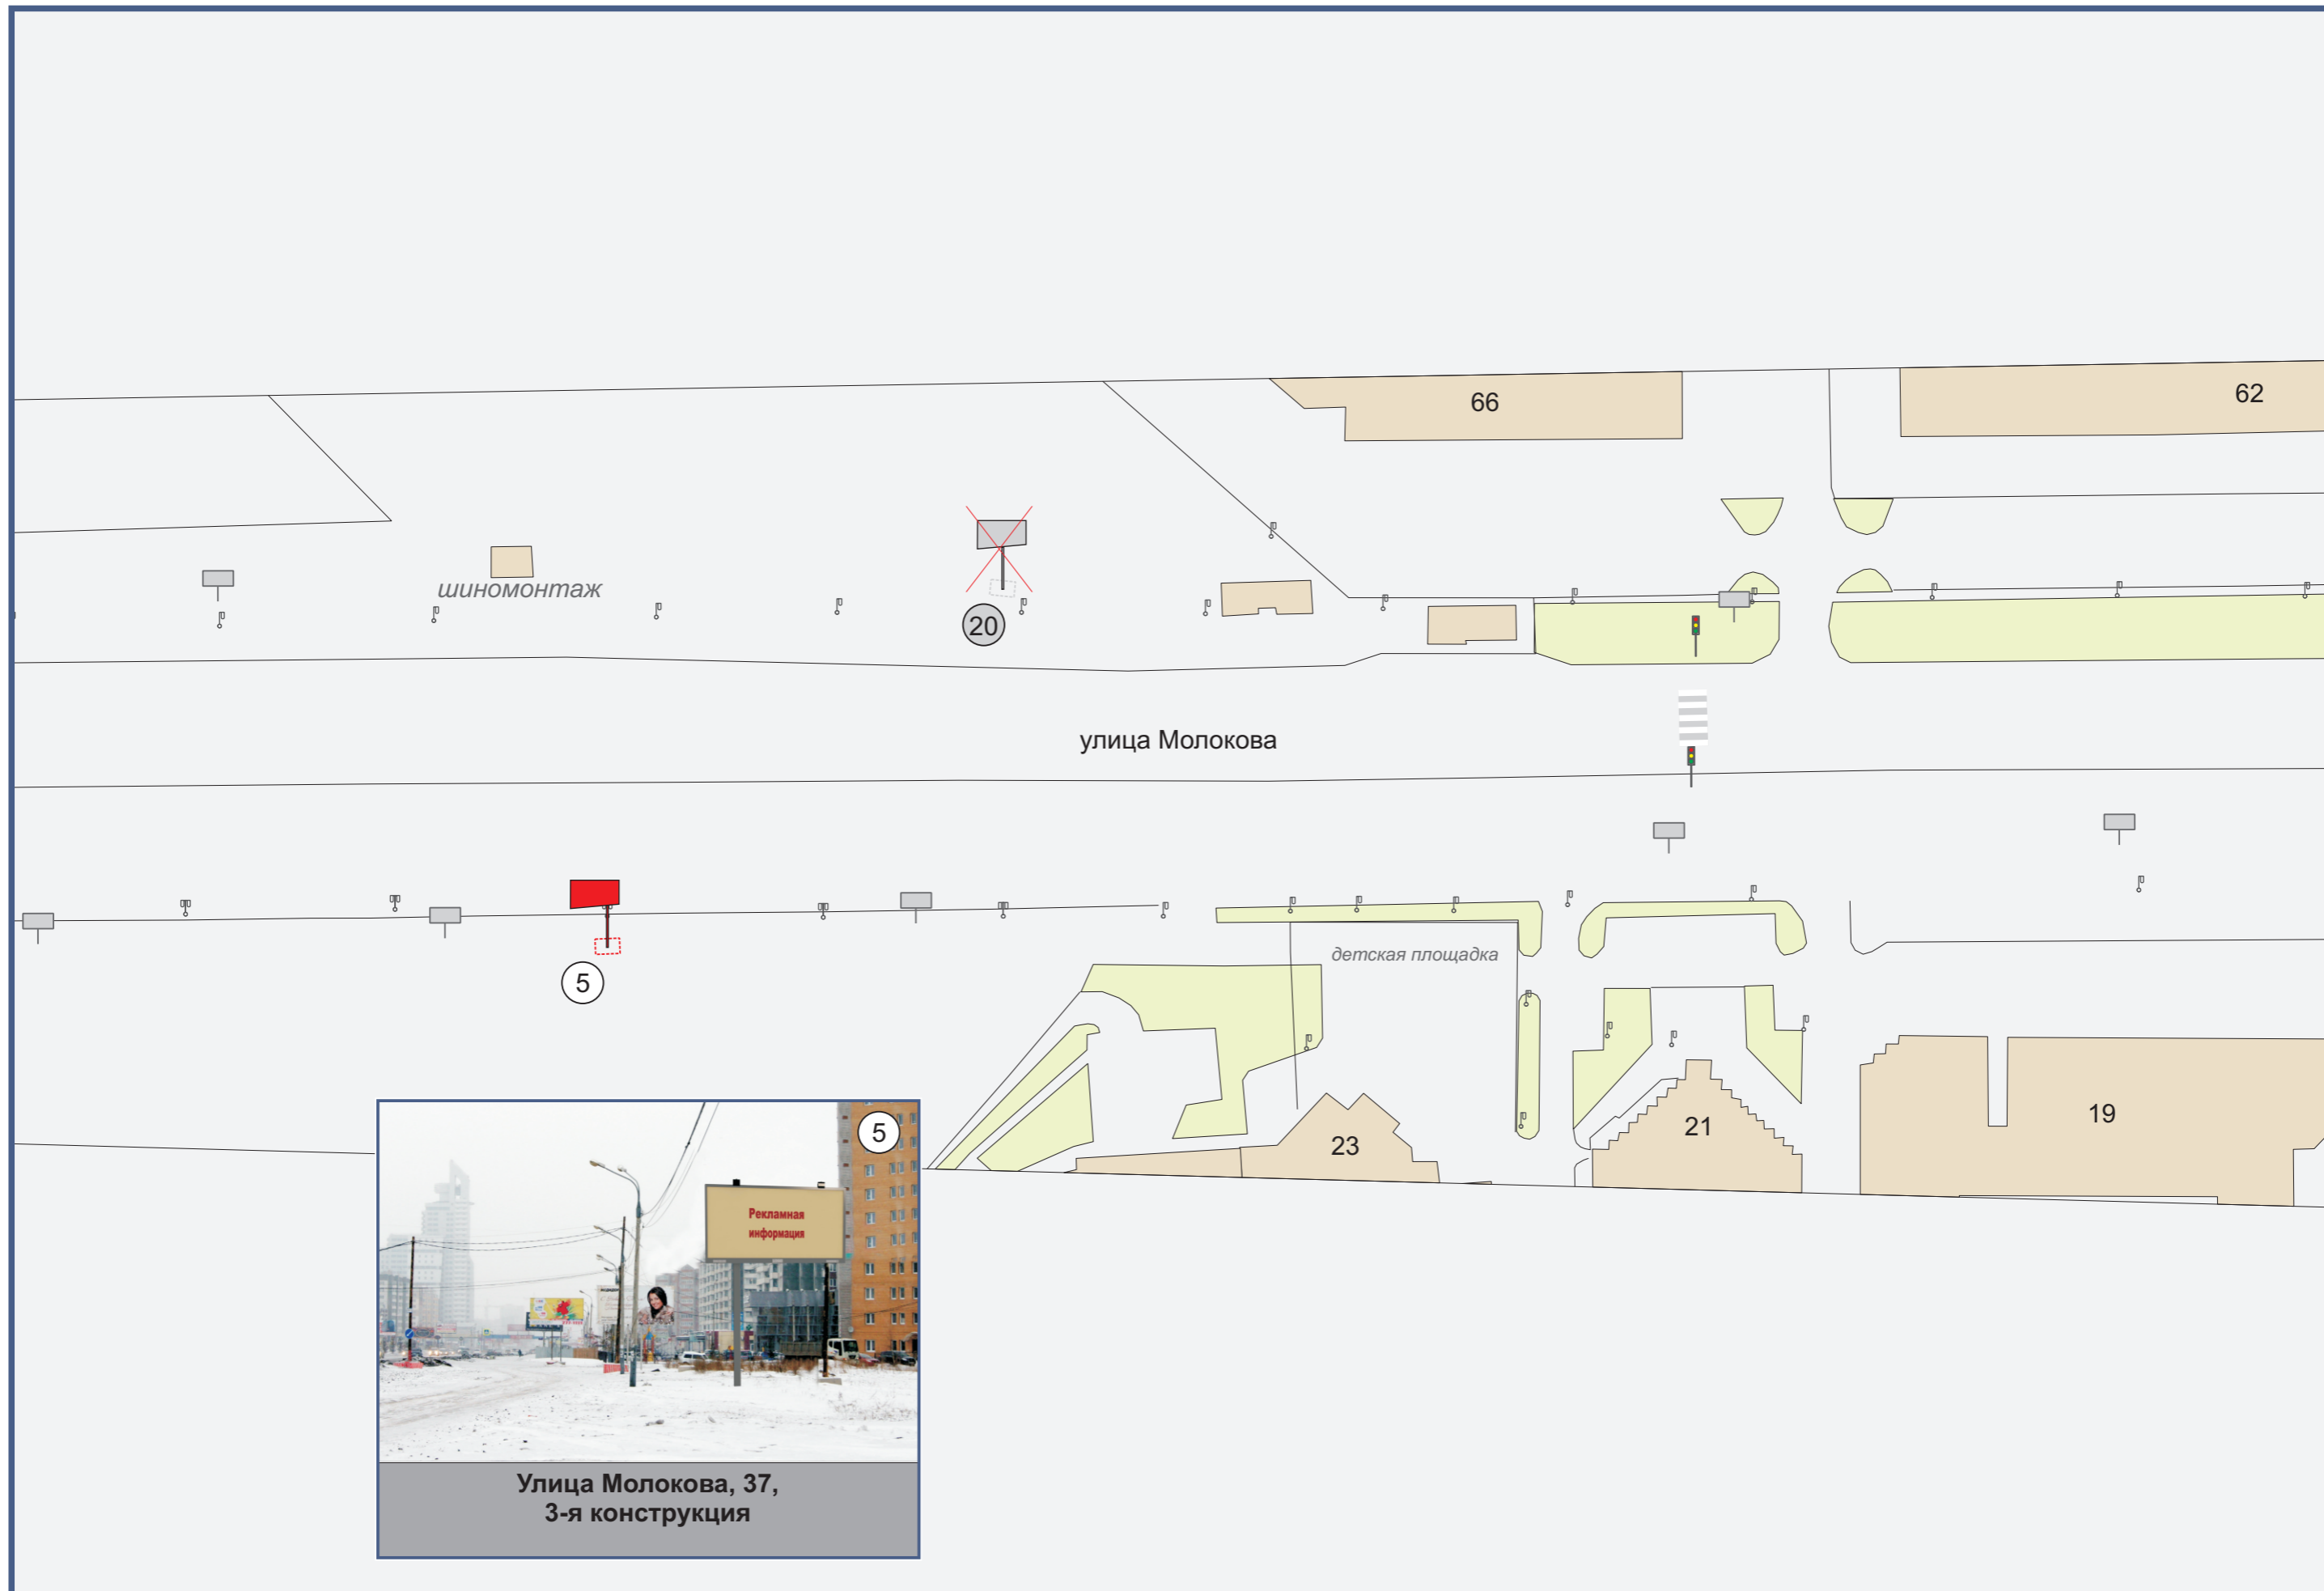 66
62
шиномонтаж
20
улица Молокова
детская площадка
5
5
23
21
19
Рекламная
информация
Улица Молокова, 37,
3-я конструкция